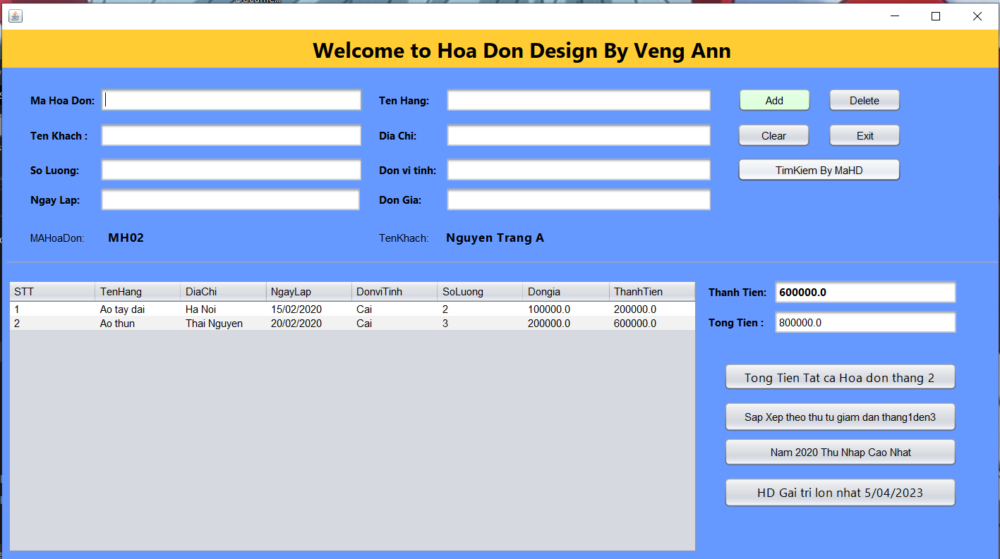 Docume...
Welcome to Hoa Don Design By Veng Ann
Ma Hoa Don: Ten Hang: Add Delete
Ten Khach : Dia Chi: Clear Exit
So Luong: Don vi tinh: TimKiem By MaHD
Ngay Lap: Don Gia:
MAHoaDon: MH02 TenKhach: Nguyen Trang A
STT TenHang DiaChi NgayLap DonviTinh SoLuong Dongia ThanhTien
1 Ao tay dai Ha Noi 15/02/2020 Cai 2 100000.0 200000.0
2 Ao thun Thai Nguyen 20/02/2020 Cai 3 200000.0 600000.0
Thanh Tien: 600000.0
Tong Tien : 800000.0
Tong Tien Tat ca Hoa don thang 2
Sap Xep theo thu tu giam dan thang1den3
Nam 2020 Thu Nhap Cao Nhat
HD Gai tri lon nhat 5/04/2023